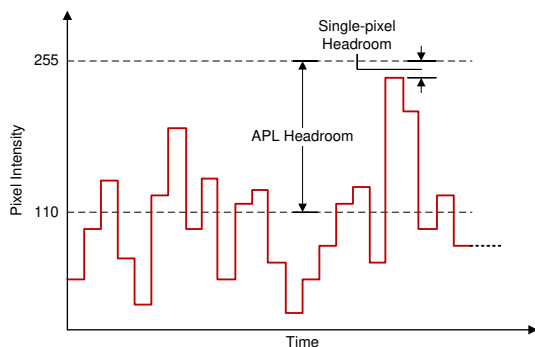 Single-pixel
Headroom
255
APL Headroom
Pixel Intensity
110
Time